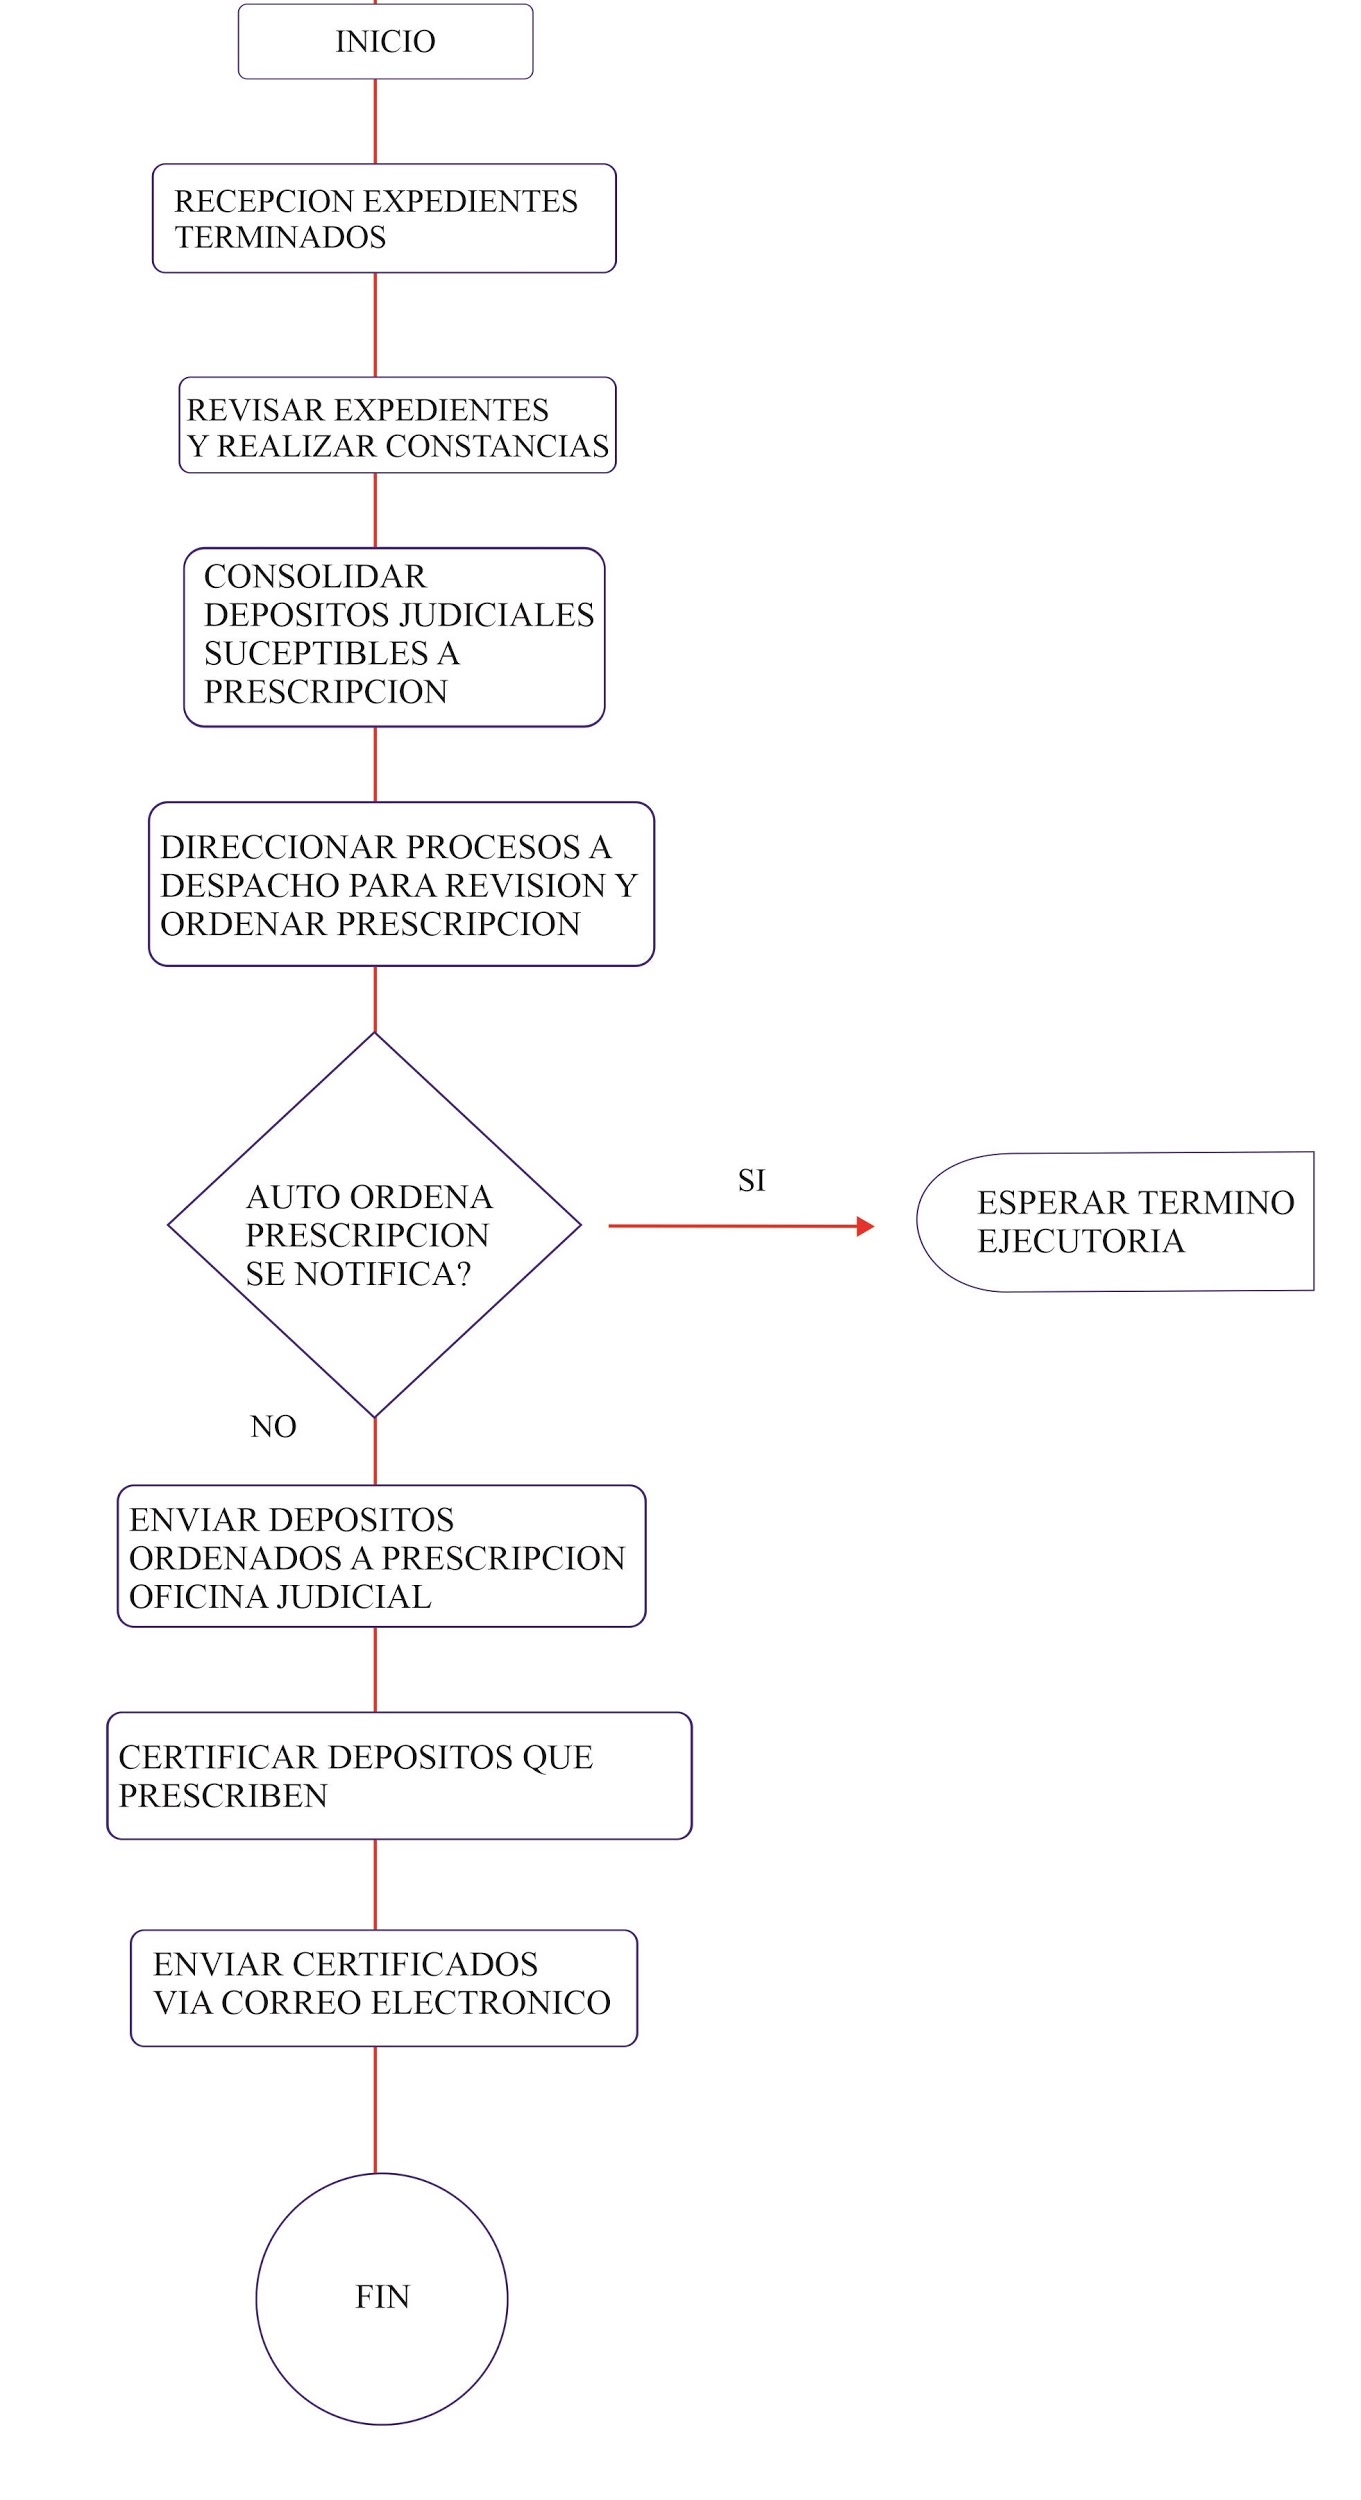 INICIO
RECEPCION EXPEDIENTES
TERMINADOS
REVISAR EXPEDIENTES
Y REALIZAR CONSTANCIAS
CONSOLIDAR
DEPOSITOS JUDICIALES
SUCEPTIBLES A
PRESCRIPCION
DIRECCIONAR PROCESOS A
DESPACHO PARA REVISION Y
ORDENAR PRESCRIPCION
AUTO ORDENA
PRESCRIPCION
SE NOTIFICA?
SI
ESPERAR TERMINO
EJECUTORIA
NO
ENVIAR DEPOSITOS
ORDENADOS A PRESCRIPCION
OFICINA JUDICIAL
CERTIFICAR DEPOSITOS QUE
PRESCRIBEN
ENVIAR CERTIFICADOS
VIA CORREO ELECTRONICO
FIN